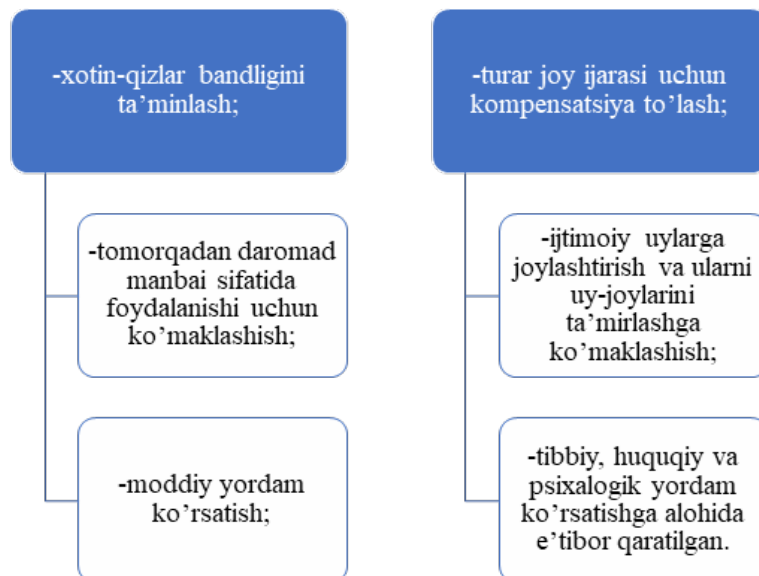 -xotin-qizlar bandligini
ta’minlash;
-tomorqadan daromad
manbai sifatida
foydalanishi uchun
ko’maklashish;
-moddiy yordam
ko’rsatish;
-turar joy ijarasi uchun
kompensatsiya to’lash;
-ijtimoiy uylarga
joylashtirish va ularni
uy-joylarini
ta’mirlashga
ko’maklashish;
-tibbiy, huquqiy va
psixalogik yordam
ko’rsatishga alohida
e’tibor qaratilgan.